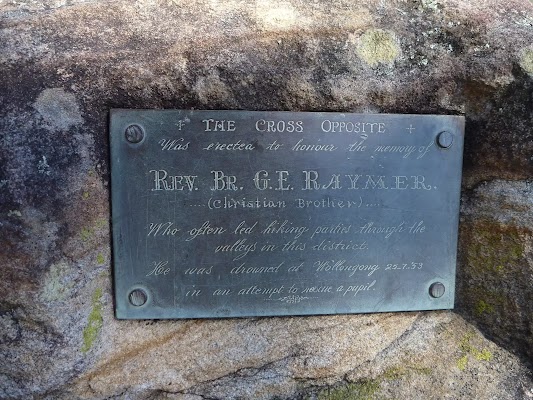 + THE CROSS OPPOSITE +
Was erected to honour the memory of
REV. BR. G.E. RAYMER.
....(Christian Brother)....
Who often led hiking parties through the
valleys in this district.
He was drowned at Wollongong 25.7.53
in an attempt to rescue a pupil.